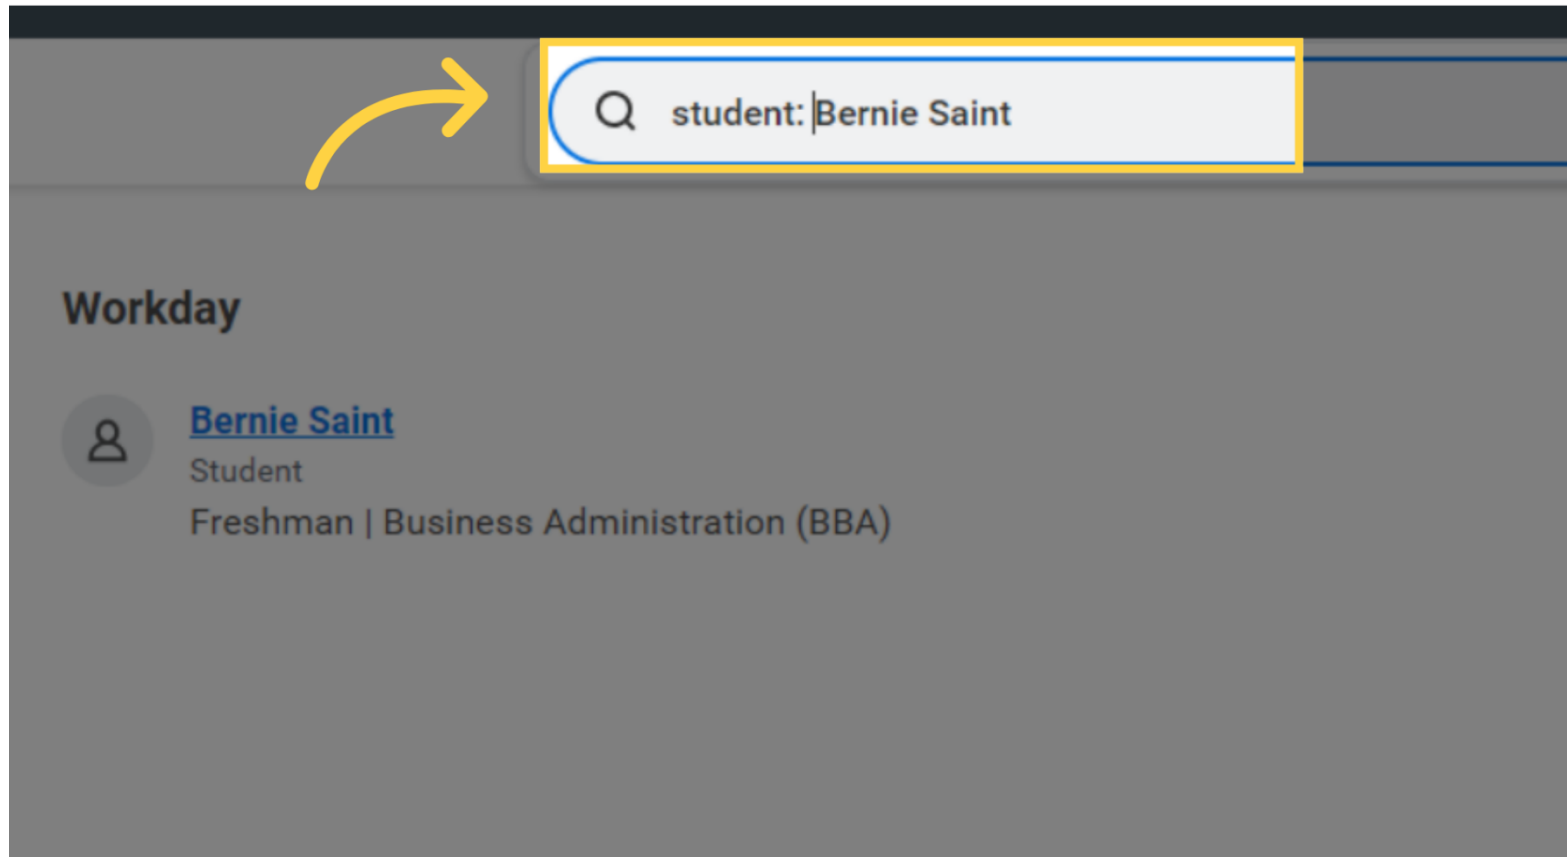 student: Bernie Saint
Workday
Bernie Saint
Student
Freshman | Business Administration (BBA)